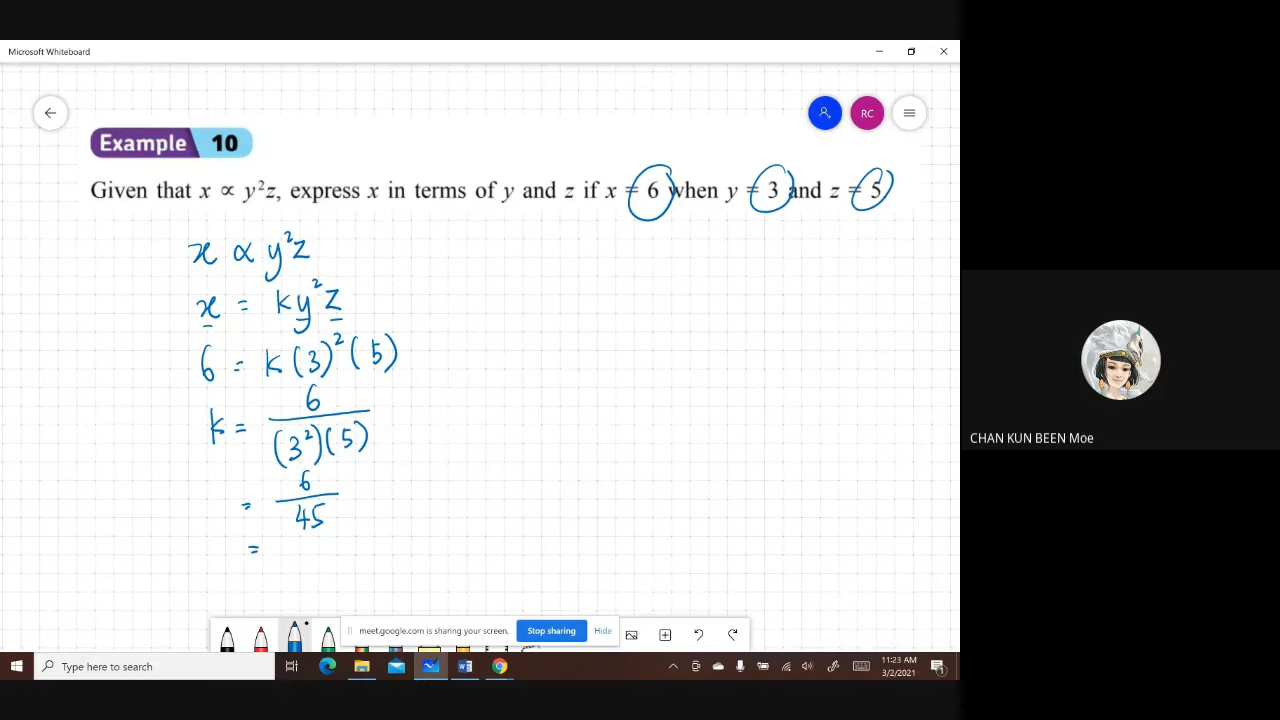 Microsoft Whiteboard
RC
Example 10
Given that x ∝ y²z, express x in terms of y and z if x = 6 when y = 3 and z = 5
x ∝ y²z
x = ky²z
6 = k(3)²(5)
k = 6/(3²)(5)
= 6/45
=
CHAN KUN BEEN Moe
meet.google.com is sharing your screen.
Stop sharing
Hide
Type here to search
11:23 AM
3/2/2021
1